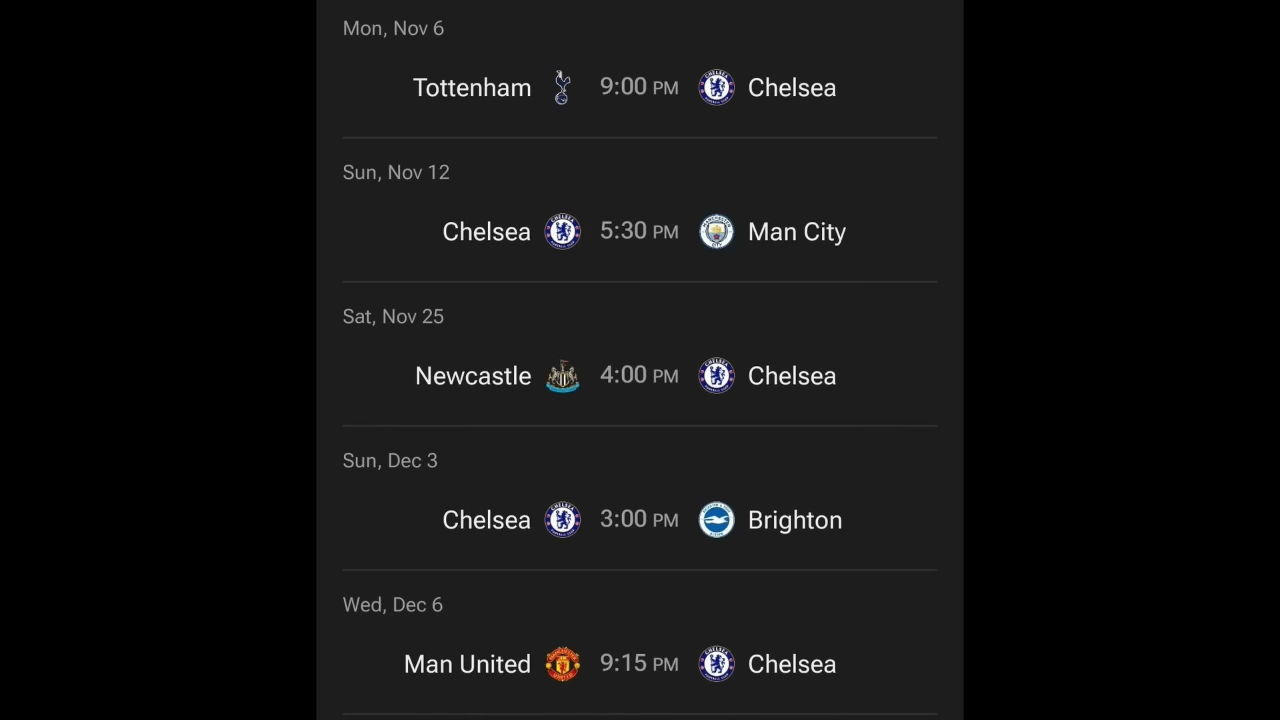 Mon, Nov 6
Tottenham 9:00 PM Chelsea
Sun, Nov 12
Chelsea 5:30 PM Man City
Sat, Nov 25
Newcastle 4:00 PM Chelsea
Sun, Dec 3
Chelsea 3:00 PM Brighton
Wed, Dec 6
Man United 9:15 PM Chelsea